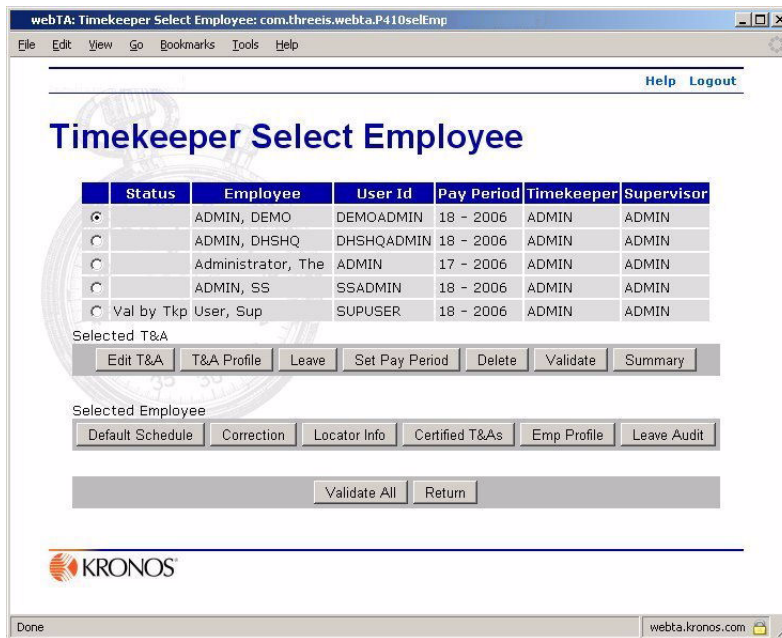 webTA: Timekeeper Select Employee: com.threeis.webta.P410selEmp
File Edit View Go Bookmarks Tools Help
Help Logout
Timekeeper Select Employee
Status Employee User Id Pay Period Timekeeper Supervisor
ADMIN, DEMO DEMOADMIN 18 - 2006 ADMIN ADMIN
ADMIN, DHSHQ DHSHQADMIN 18 - 2006 ADMIN ADMIN
Administrator, The ADMIN 17 - 2006 ADMIN ADMIN
ADMIN, SS SSADMIN 18 - 2006 ADMIN ADMIN
Val by Tkp User, Sup SUPUSER 18 - 2006 ADMIN ADMIN
Selected T&A
Edit T&A T&A Profile Leave Set Pay Period Delete Validate Summary
Selected Employee
Default Schedule Correction Locator Info Certified T&As Emp Profile Leave Audit
Validate All Return
KRONOS
Done webta.kronos.com